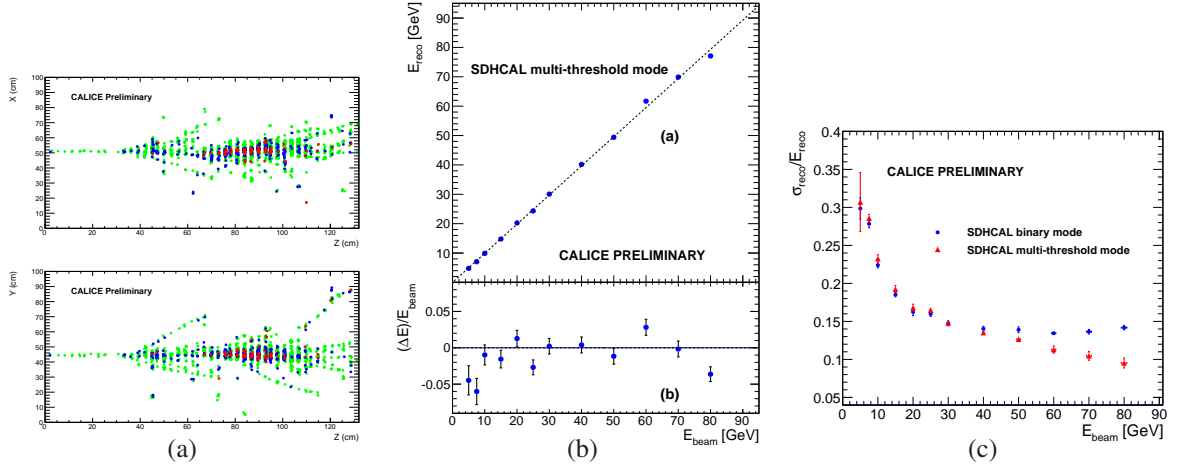 X (cm)
100
90
80
70
60
50
40
30
20
10
0
CALICE Preliminary
0 20 40 60 80 100 120
Z (cm)
Y (cm)
100
90
80
70
60
50
40
30
20
10
0
CALICE Preliminary
0 20 40 60 80 100 120
Z (cm)
(a)
E_reco [GeV]
90
80
70
60
50
40
30
20
10
SDHCAL multi-threshold mode
(a)
CALICE PRELIMINARY
(ΔE)/E_beam
0.05
0
-0.05
(b)
0 10 20 30 40 50 60 70 80 90
E_beam [GeV]
(b)
σ_reco/E_reco
0.4
0.35
0.3
0.25
0.2
0.15
0.1
0.05
CALICE PRELIMINARY
SDHCAL binary mode
SDHCAL multi-threshold mode
0 10 20 30 40 50 60 70 80 90
E_beam [GeV]
(c)